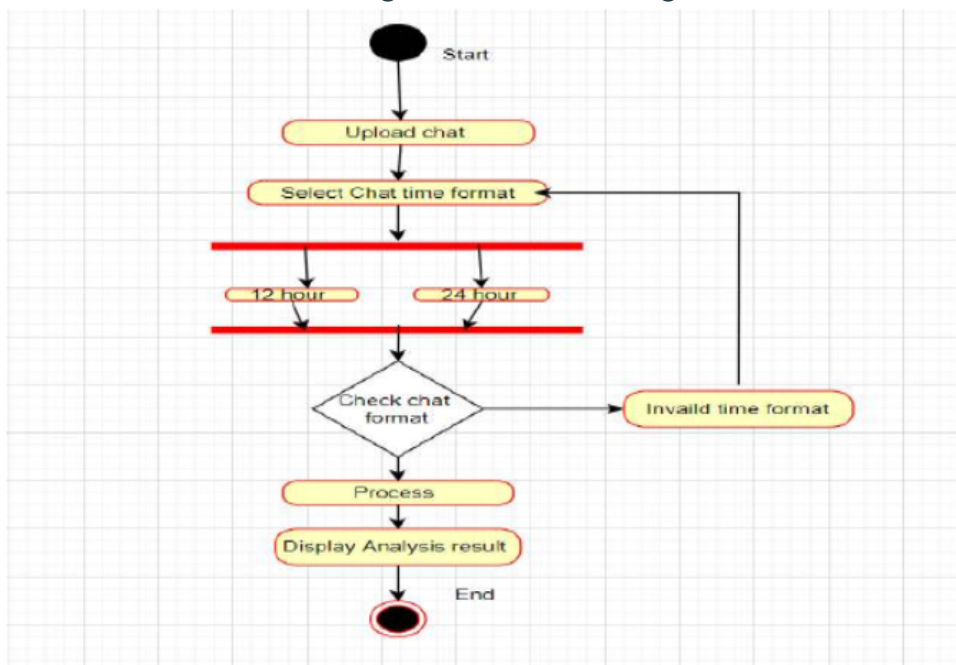 Start
Upload chat
Select Chat time format
12 hour
24 hour
Check chat
format
Invaild time format
Process
Display Analysis result
End